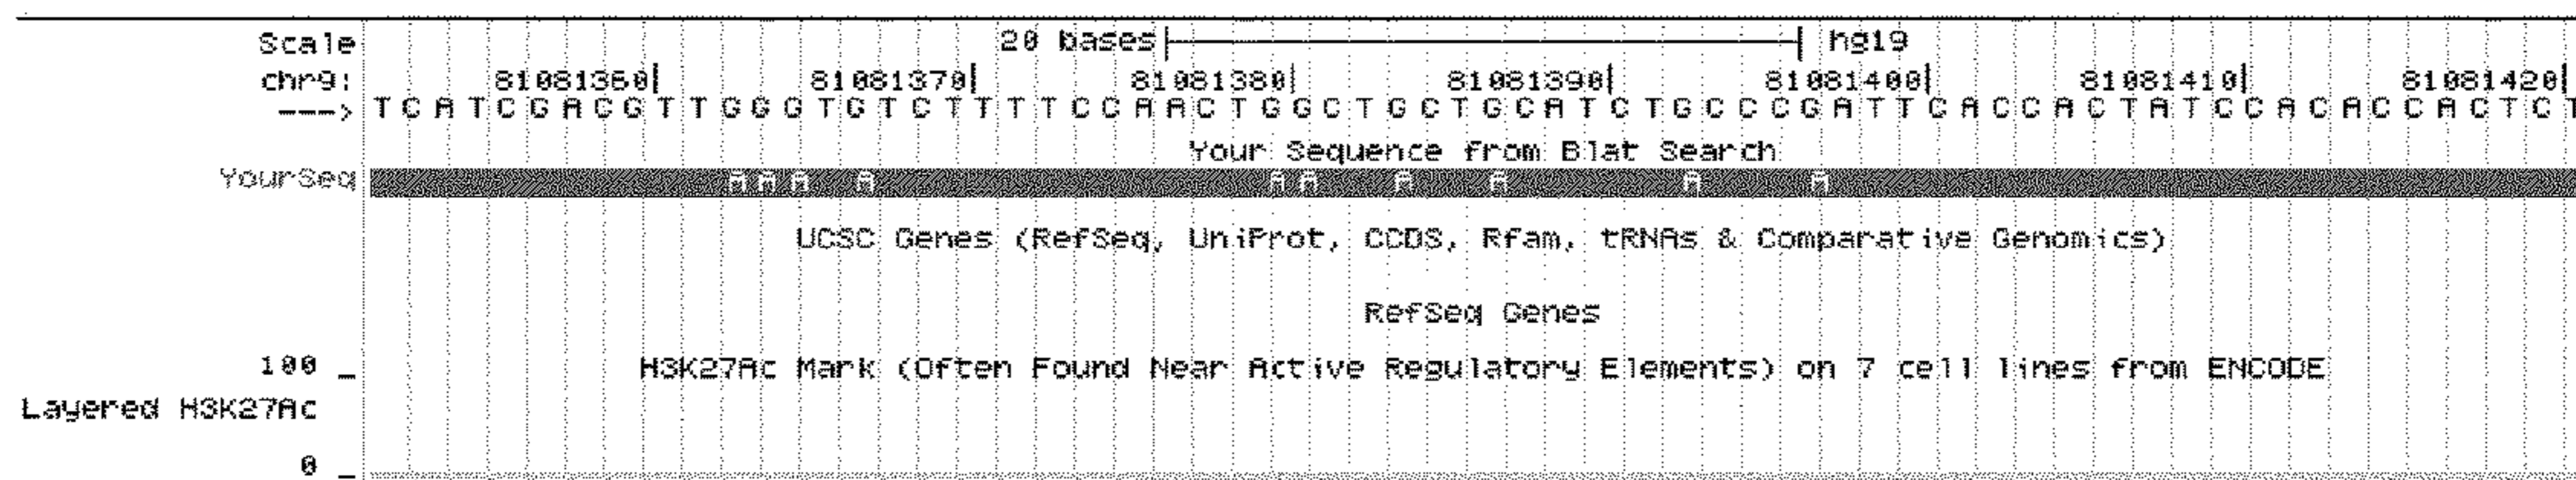 Scale 20 bases hg19
chr9: 81081360| 81081370| 81081380| 81081390| 81081400| 81081410| 81081420|
---> T C A T C G A C G T T G G G T G T C T T T T C C A A C T G G C T G C T G C A T C T G C C C G A T T C A C C A C T A T C C A C A C C A C T C T
Your Sequence from Blat Search
YourSeq A A A A A A A A A A
UCSC Genes (RefSeq, UniProt, CCDS, Rfam, tRNAs & Comparative Genomics)
RefSeq Genes
100 _ H3K27Ac Mark (Often Found Near Active Regulatory Elements) on 7 cell lines from ENCODE
Layered H3K27Ac
0 _